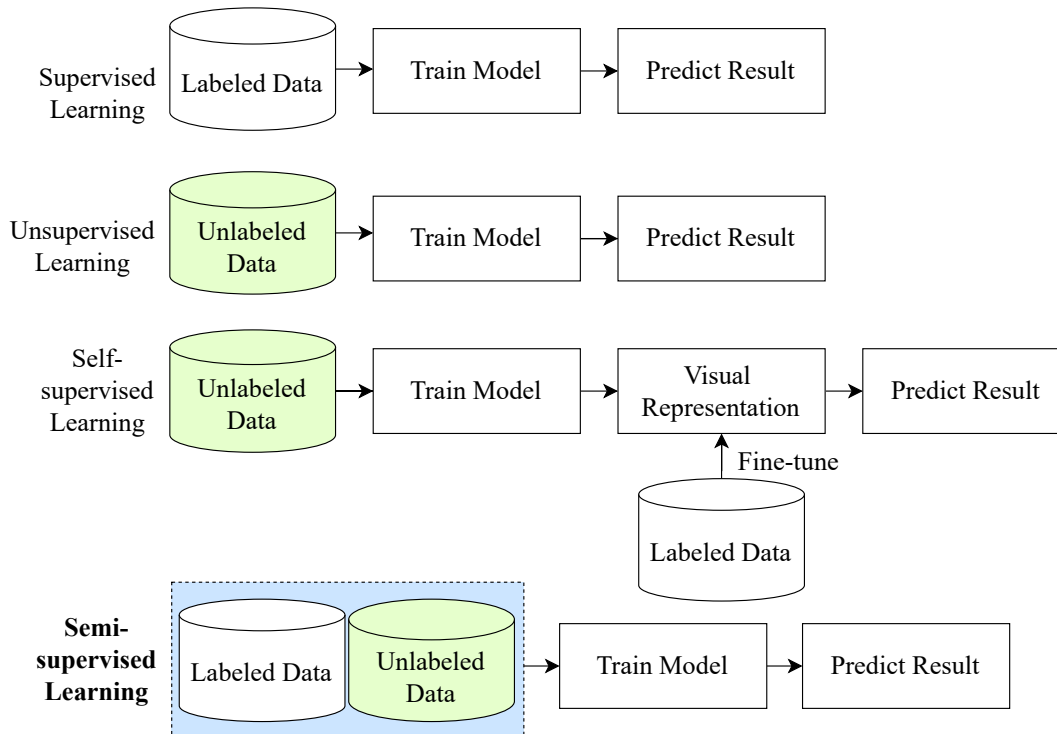 Supervised
Learning
Labeled Data
Train Model
Predict Result
Unsupervised
Learning
Unlabeled
Data
Train Model
Predict Result
Self-
supervised
Learning
Unlabeled
Data
Train Model
Visual
Representation
Predict Result
Fine-tune
Labeled Data
Semi-
supervised
Learning
Labeled Data
Unlabeled
Data
Train Model
Predict Result